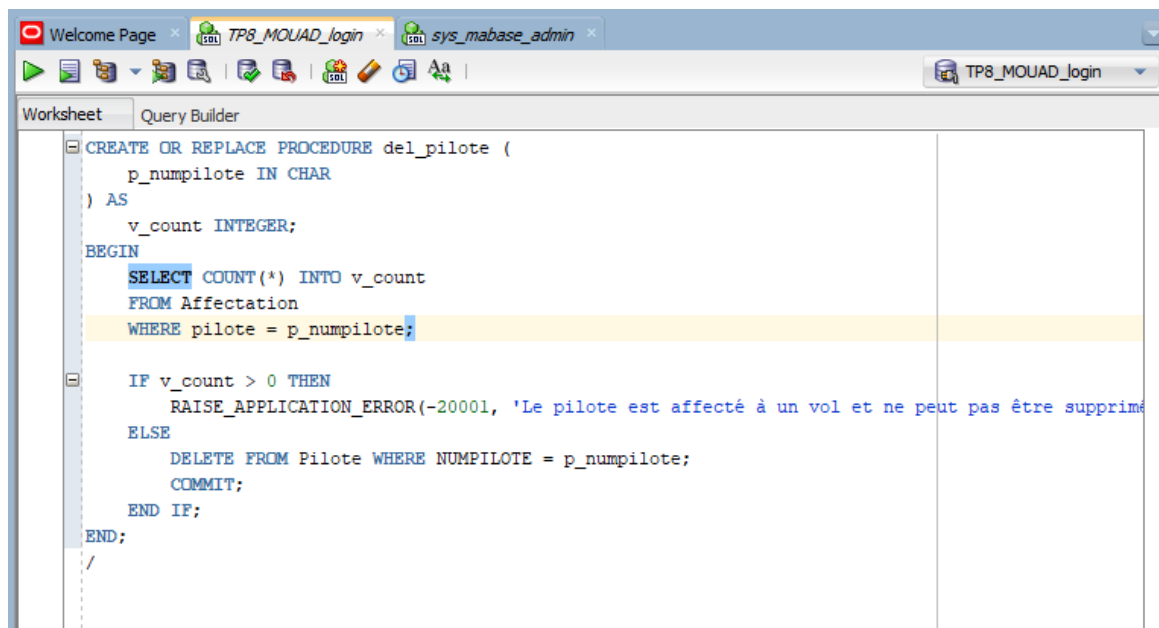 Welcome Page × TP8_MOUAD_login × sys_mabase_admin ×
TP8_MOUAD_login
Worksheet Query Builder
CREATE OR REPLACE PROCEDURE del_pilote (
p_numpilote IN CHAR
) AS
v_count INTEGER;
BEGIN
SELECT COUNT(*) INTO v_count
FROM Affectation
WHERE pilote = p_numpilote;
IF v_count > 0 THEN
RAISE_APPLICATION_ERROR(-20001, 'Le pilote est affecté à un vol et ne peut pas être supprimé
ELSE
DELETE FROM Pilote WHERE NUMPILOTE = p_numpilote;
COMMIT;
END IF;
END;
/